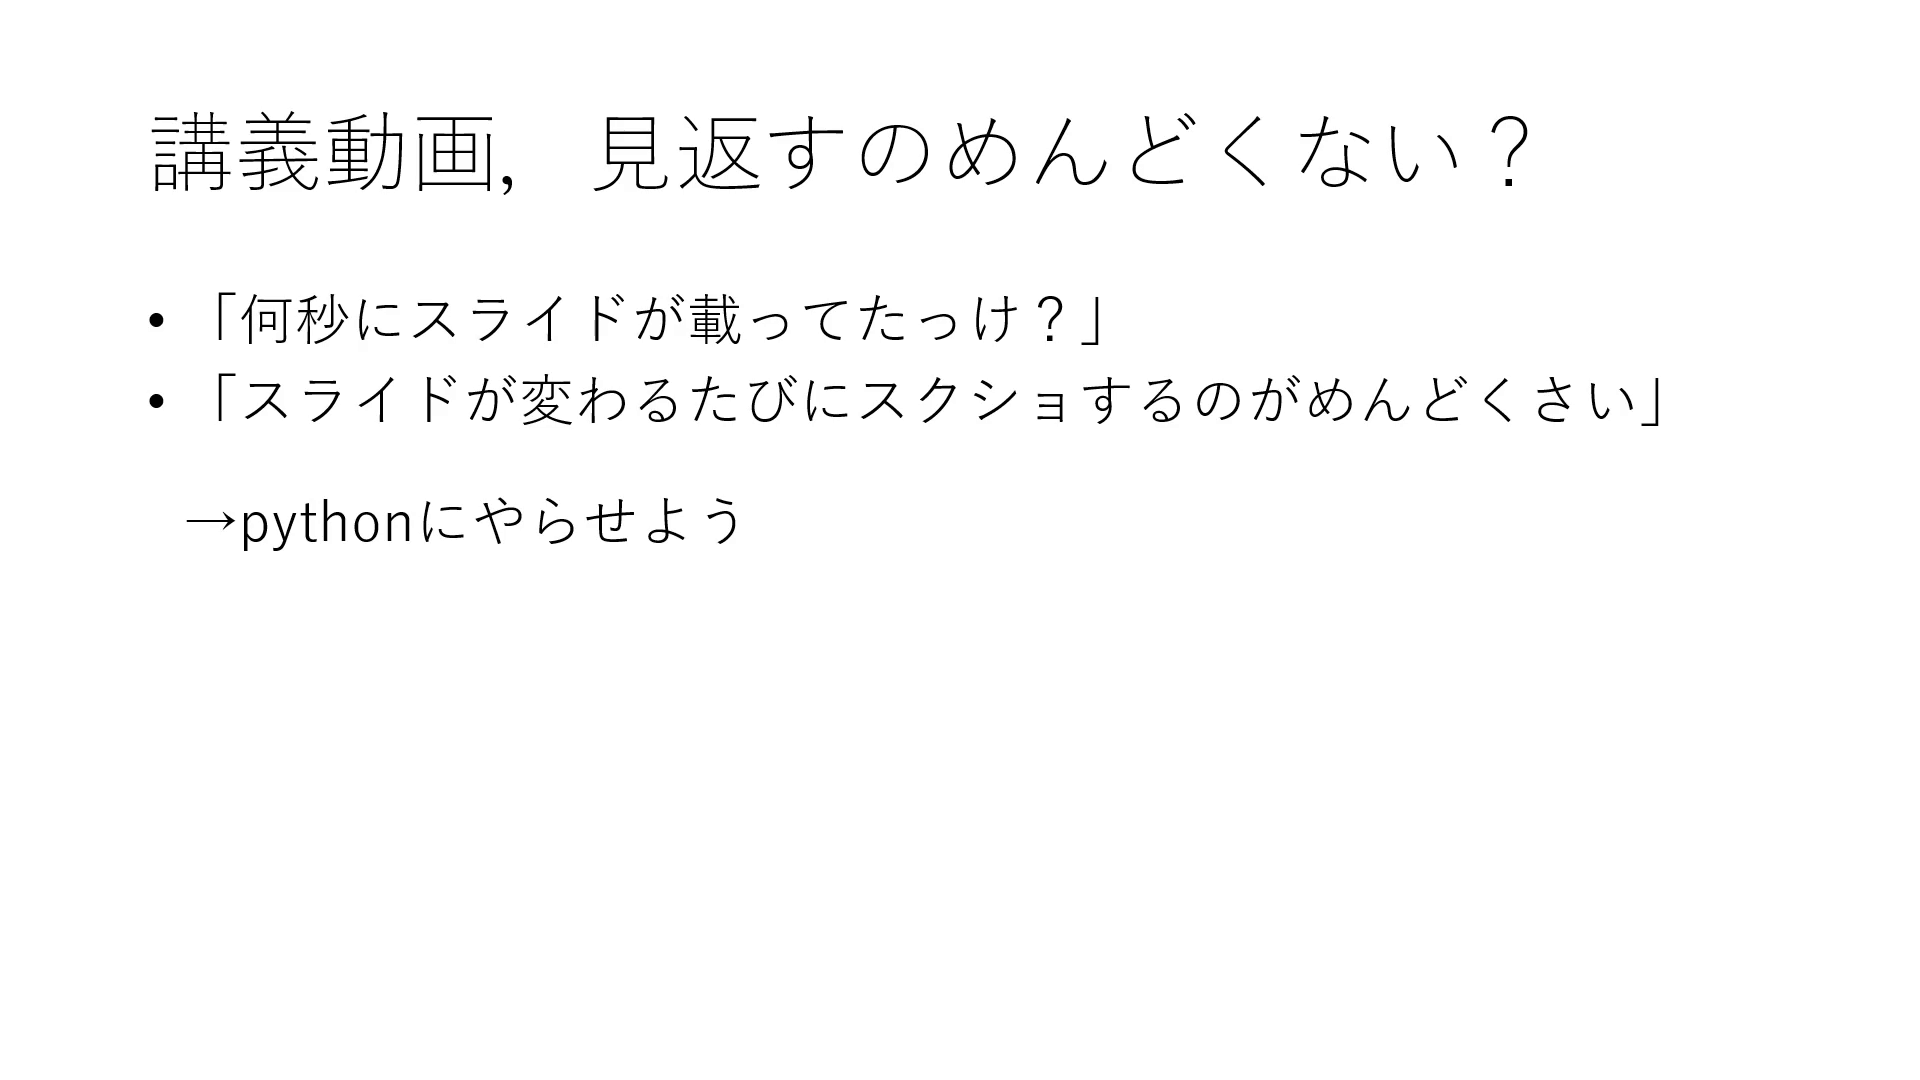 講義動画，見返すのめんどくない？
• 「何秒にスライドが載ってたっけ？」
• 「スライドが変わるたびにスクショするのがめんどくさい」
→pythonにやらせよう